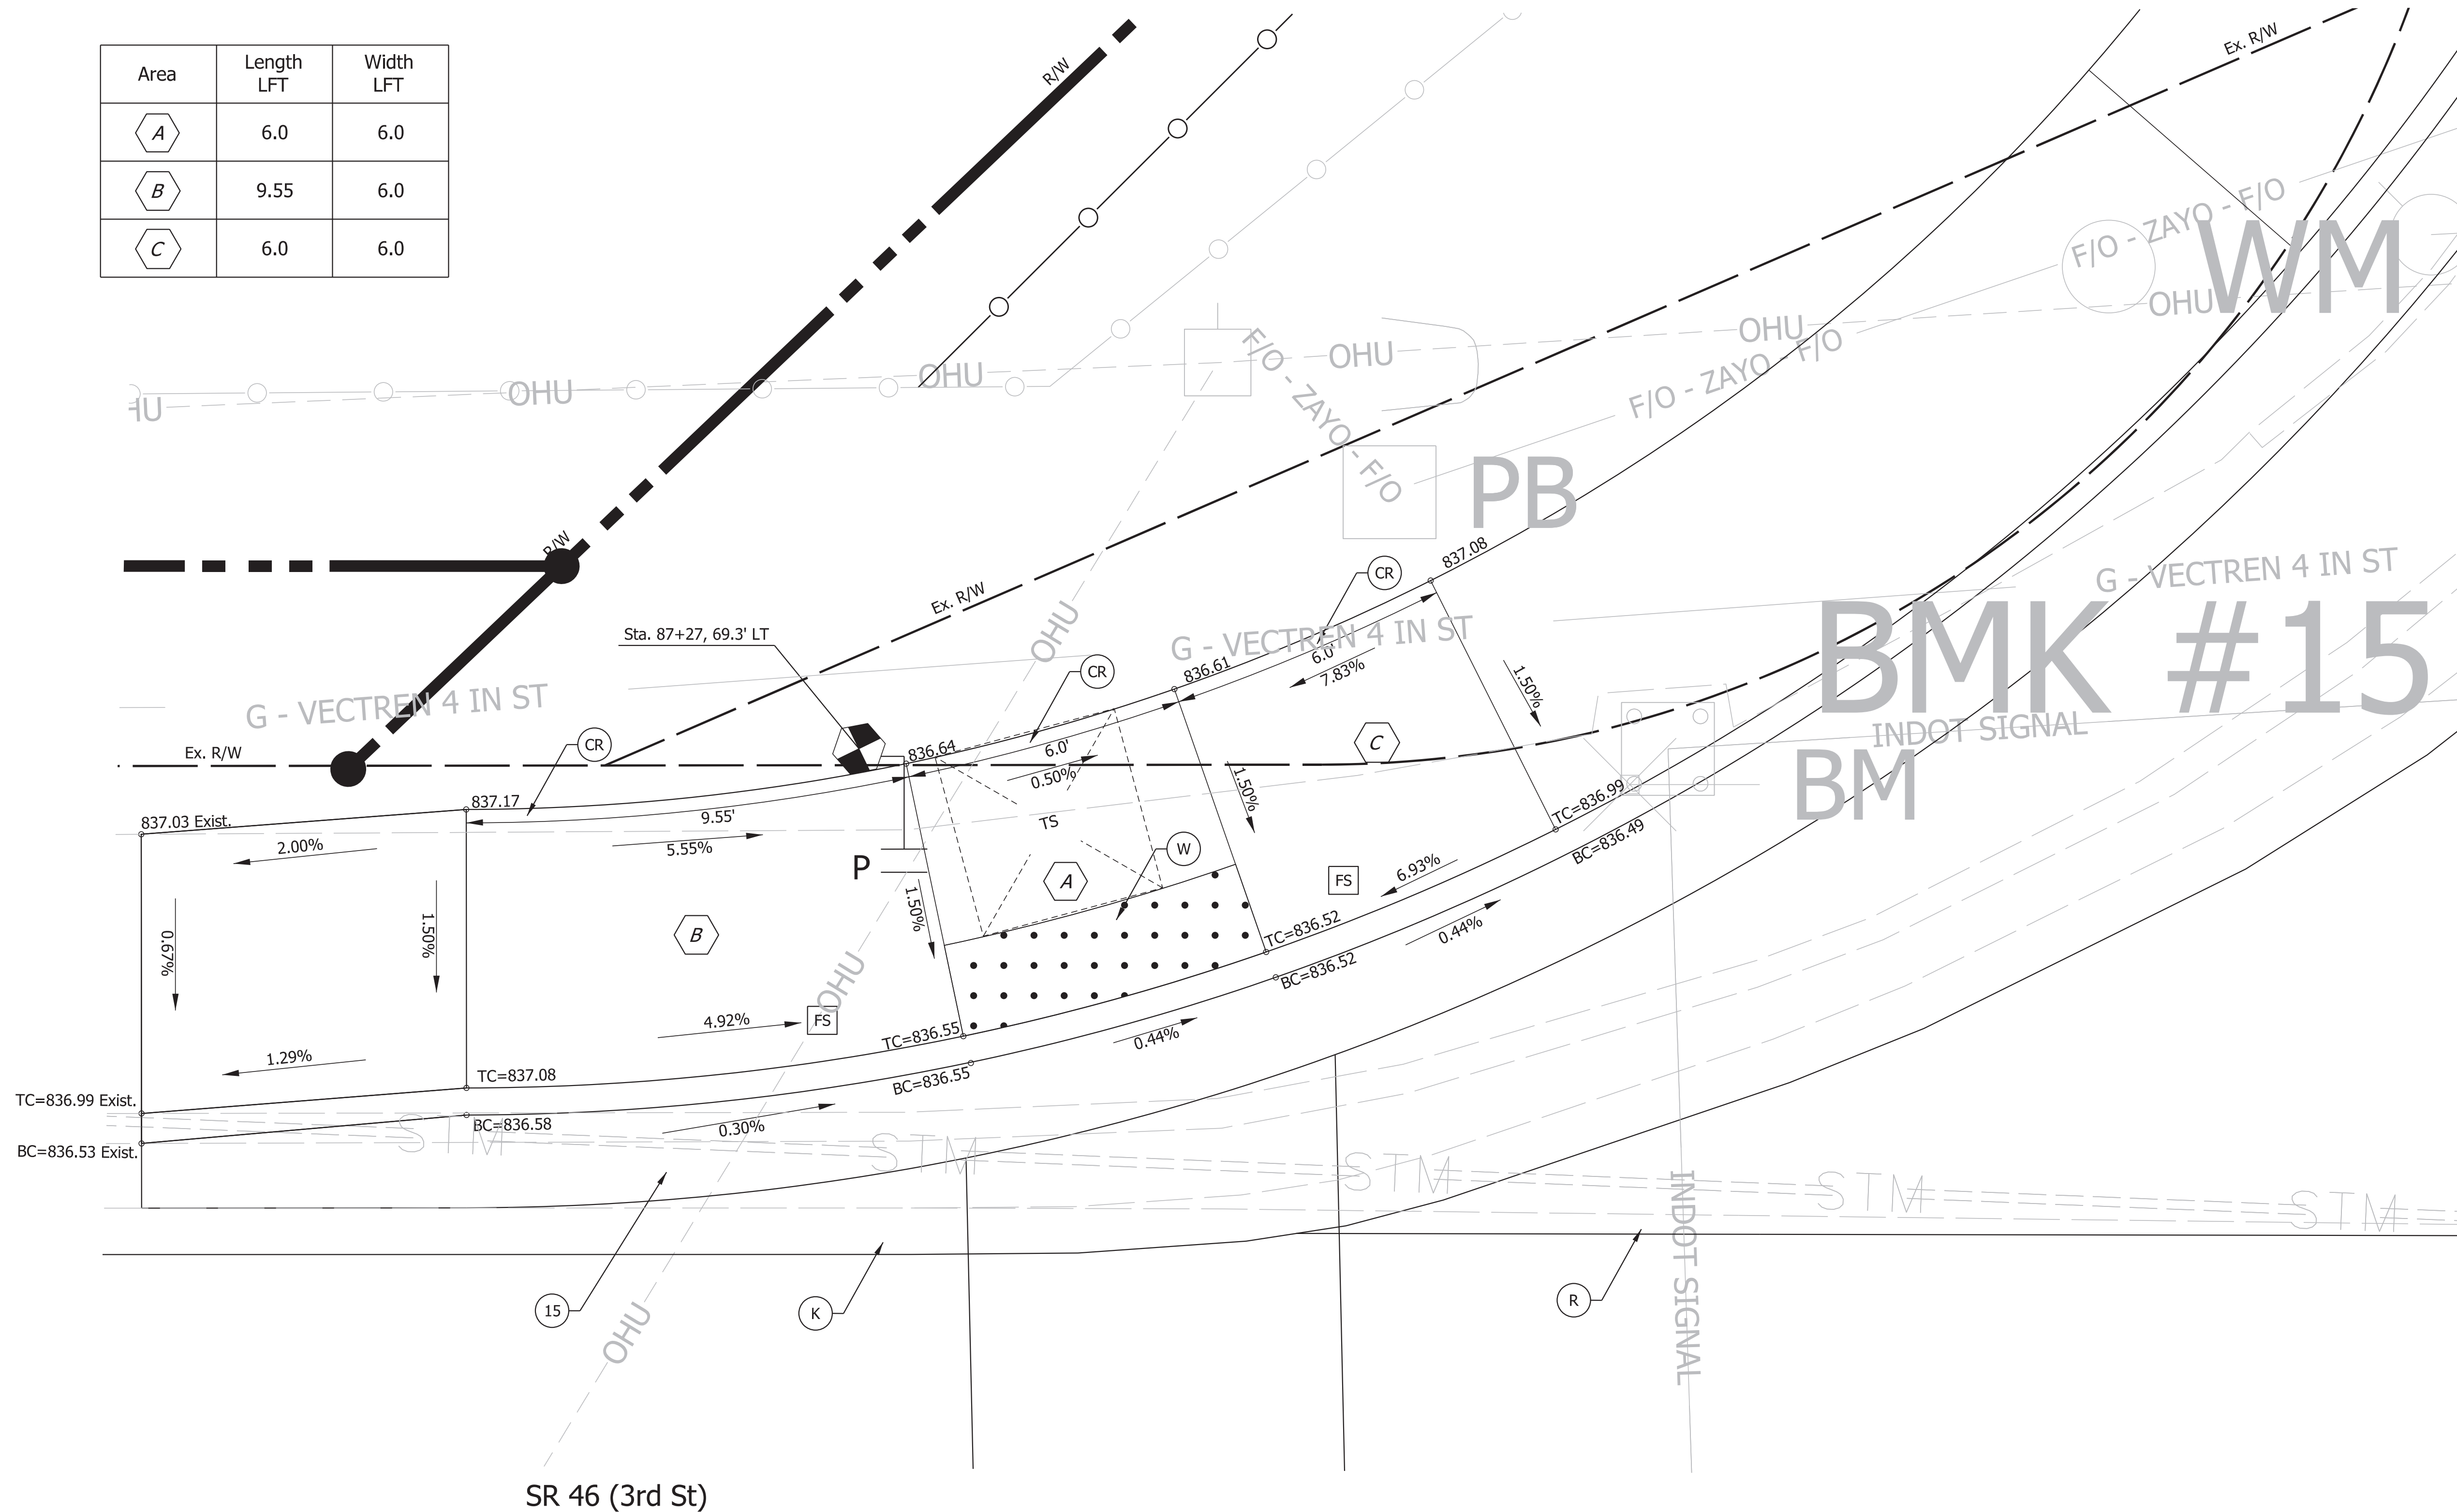 Area Length LFT Width LFT
A 6.0 6.0
B 9.55 6.0
C 6.0 6.0
R/W
Ex. R/W
F/O - ZAYO - F/O
WM
OHU
OHU
OHU
OHU
OHU
F/O - ZAYO - F/O
F/O - ZAYO - F/O
HU
PB
R/W
837.08
CR
G - VECTREN 4 IN ST
Ex. R/W
BMK #15
OHU
Sta. 87+27, 69.3' LT
G - VECTREN 4 IN ST
6.0'
7.83%
836.61
CR
1.50%
G - VECTREN 4 IN ST
INDOT SIGNAL
BM
Ex. R/W
CR
836.64
6.0'
0.50%
C
1.50%
837.03 Exist.
837.17
9.55'
TS
TC=836.99
BC=836.49
2.00%
5.55%
P
W
A
FS
6.93%
0.67%
1.50%
B
1.50%
TC=836.52
BC=836.52
0.44%
OHU
4.92%
FS
TC=836.55
0.44%
1.29%
TC=837.08
BC=836.55
TC=836.99 Exist.
BC=836.58
0.30%
BC=836.53 Exist.
STM
STM
STM
STM
STM
INDOT SIGNAL
15
K
R
OHU
SR 46 (3rd St)